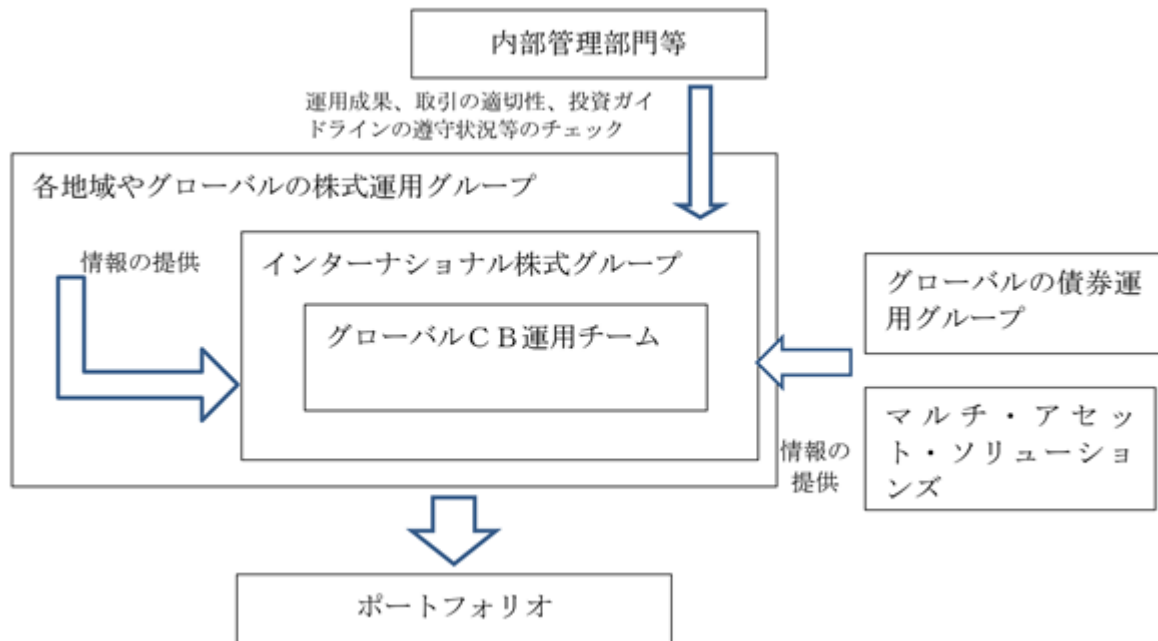 内部管理部門等
運用成果、取引の適切性、投資ガイ
ドラインの遵守状況等のチェック
各地域やグローバルの株式運用グループ
情報の提供
インターナショナル株式グループ
グローバルＣＢ運用チーム
グローバルの債券運
用グループ
マルチ・アセッ
ト・ソリューショ
ンズ
情報の
提供
ポートフォリオ